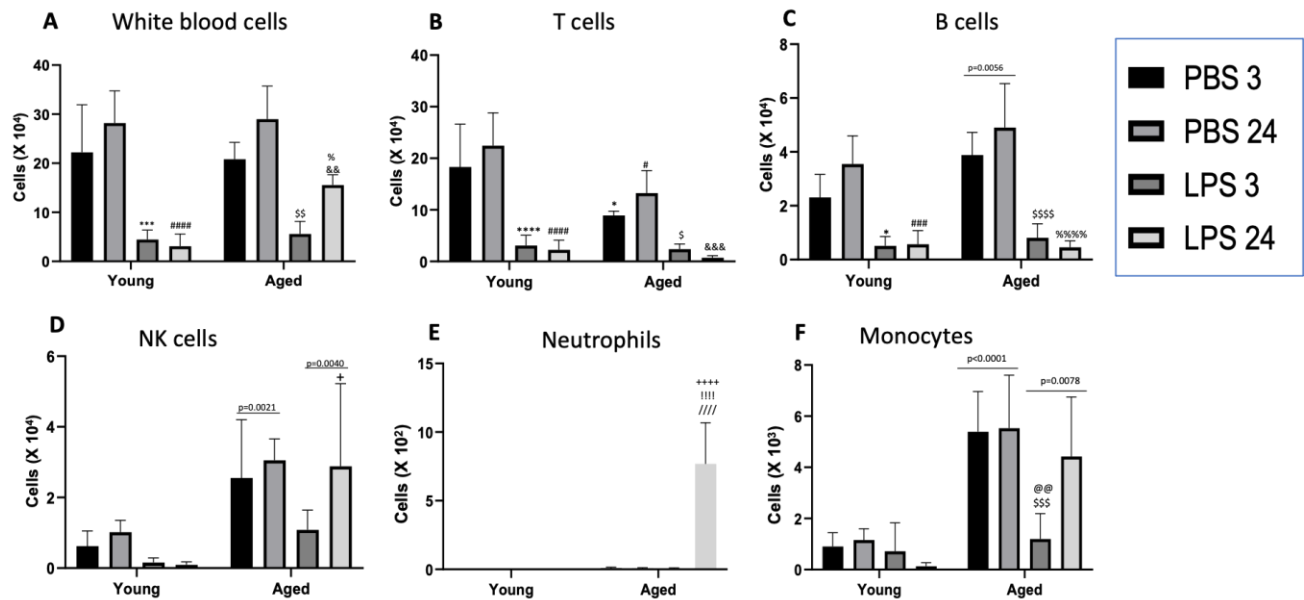 A White blood cells
Cells (X 10⁴)
40
30
20
10
0
***
####
$$
%
&&
Young Aged
B T cells
Cells (X 10⁴)
40
30
20
10
0
****
####
*
#
$
&&&
Young Aged
C B cells
Cells (X 10⁴)
8
6
4
2
0
*
###
p=0.0056
$$$$
%%%%
Young Aged
PBS 3
PBS 24
LPS 3
LPS 24
D NK cells
Cells (X 10⁴)
6
4
2
0
p=0.0021
p=0.0040
+
Young Aged
E Neutrophils
Cells (X 10²)
15
10
5
0
++++
!!!!
////
Young Aged
F Monocytes
Cells (X 10³)
8
6
4
2
0
p<0.0001
p=0.0078
@@
$$$
Young Aged